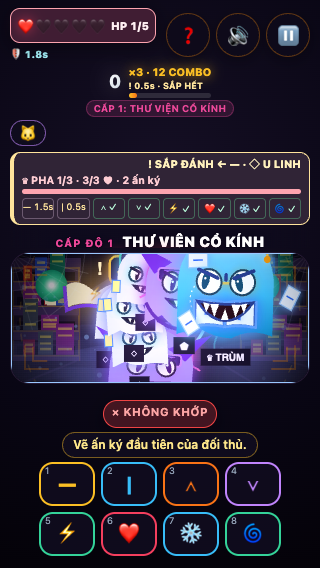 HP 1/5
1.8s
0
×3 · 12 COMBO
! 0.5s · SẮP HẾT
CẤP 1: THƯ VIỆN CỔ KÍNH
! SẮP ĐÁNH ← — · ◇ U LINH
♛ PHA 1/3 · 3/3 ♥ · 2 ấn ký
— 1.5s
| 0.5s
CẤP ĐỘ 1 THƯ VIỆN CỔ KÍNH
!
♛ TRÙM
× KHÔNG KHỚP
Vẽ ấn ký đầu tiên của đối thủ.
1 2 3 4
5 6 7 8